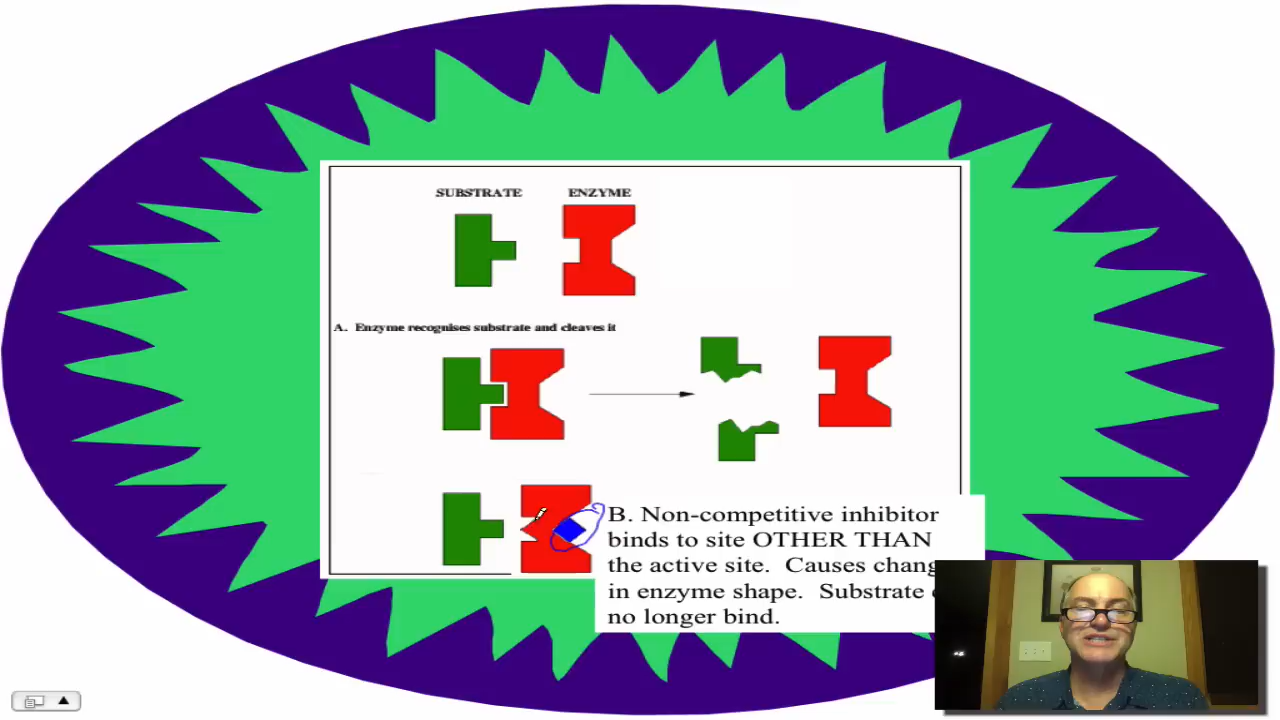 SUBSTRATE ENZYME
A. Enzyme recognises substrate and cleaves it
B. Non-competitive inhibitor
binds to site OTHER THAN
the active site. Causes
in enzyme shape. Substrate
no longer bind.